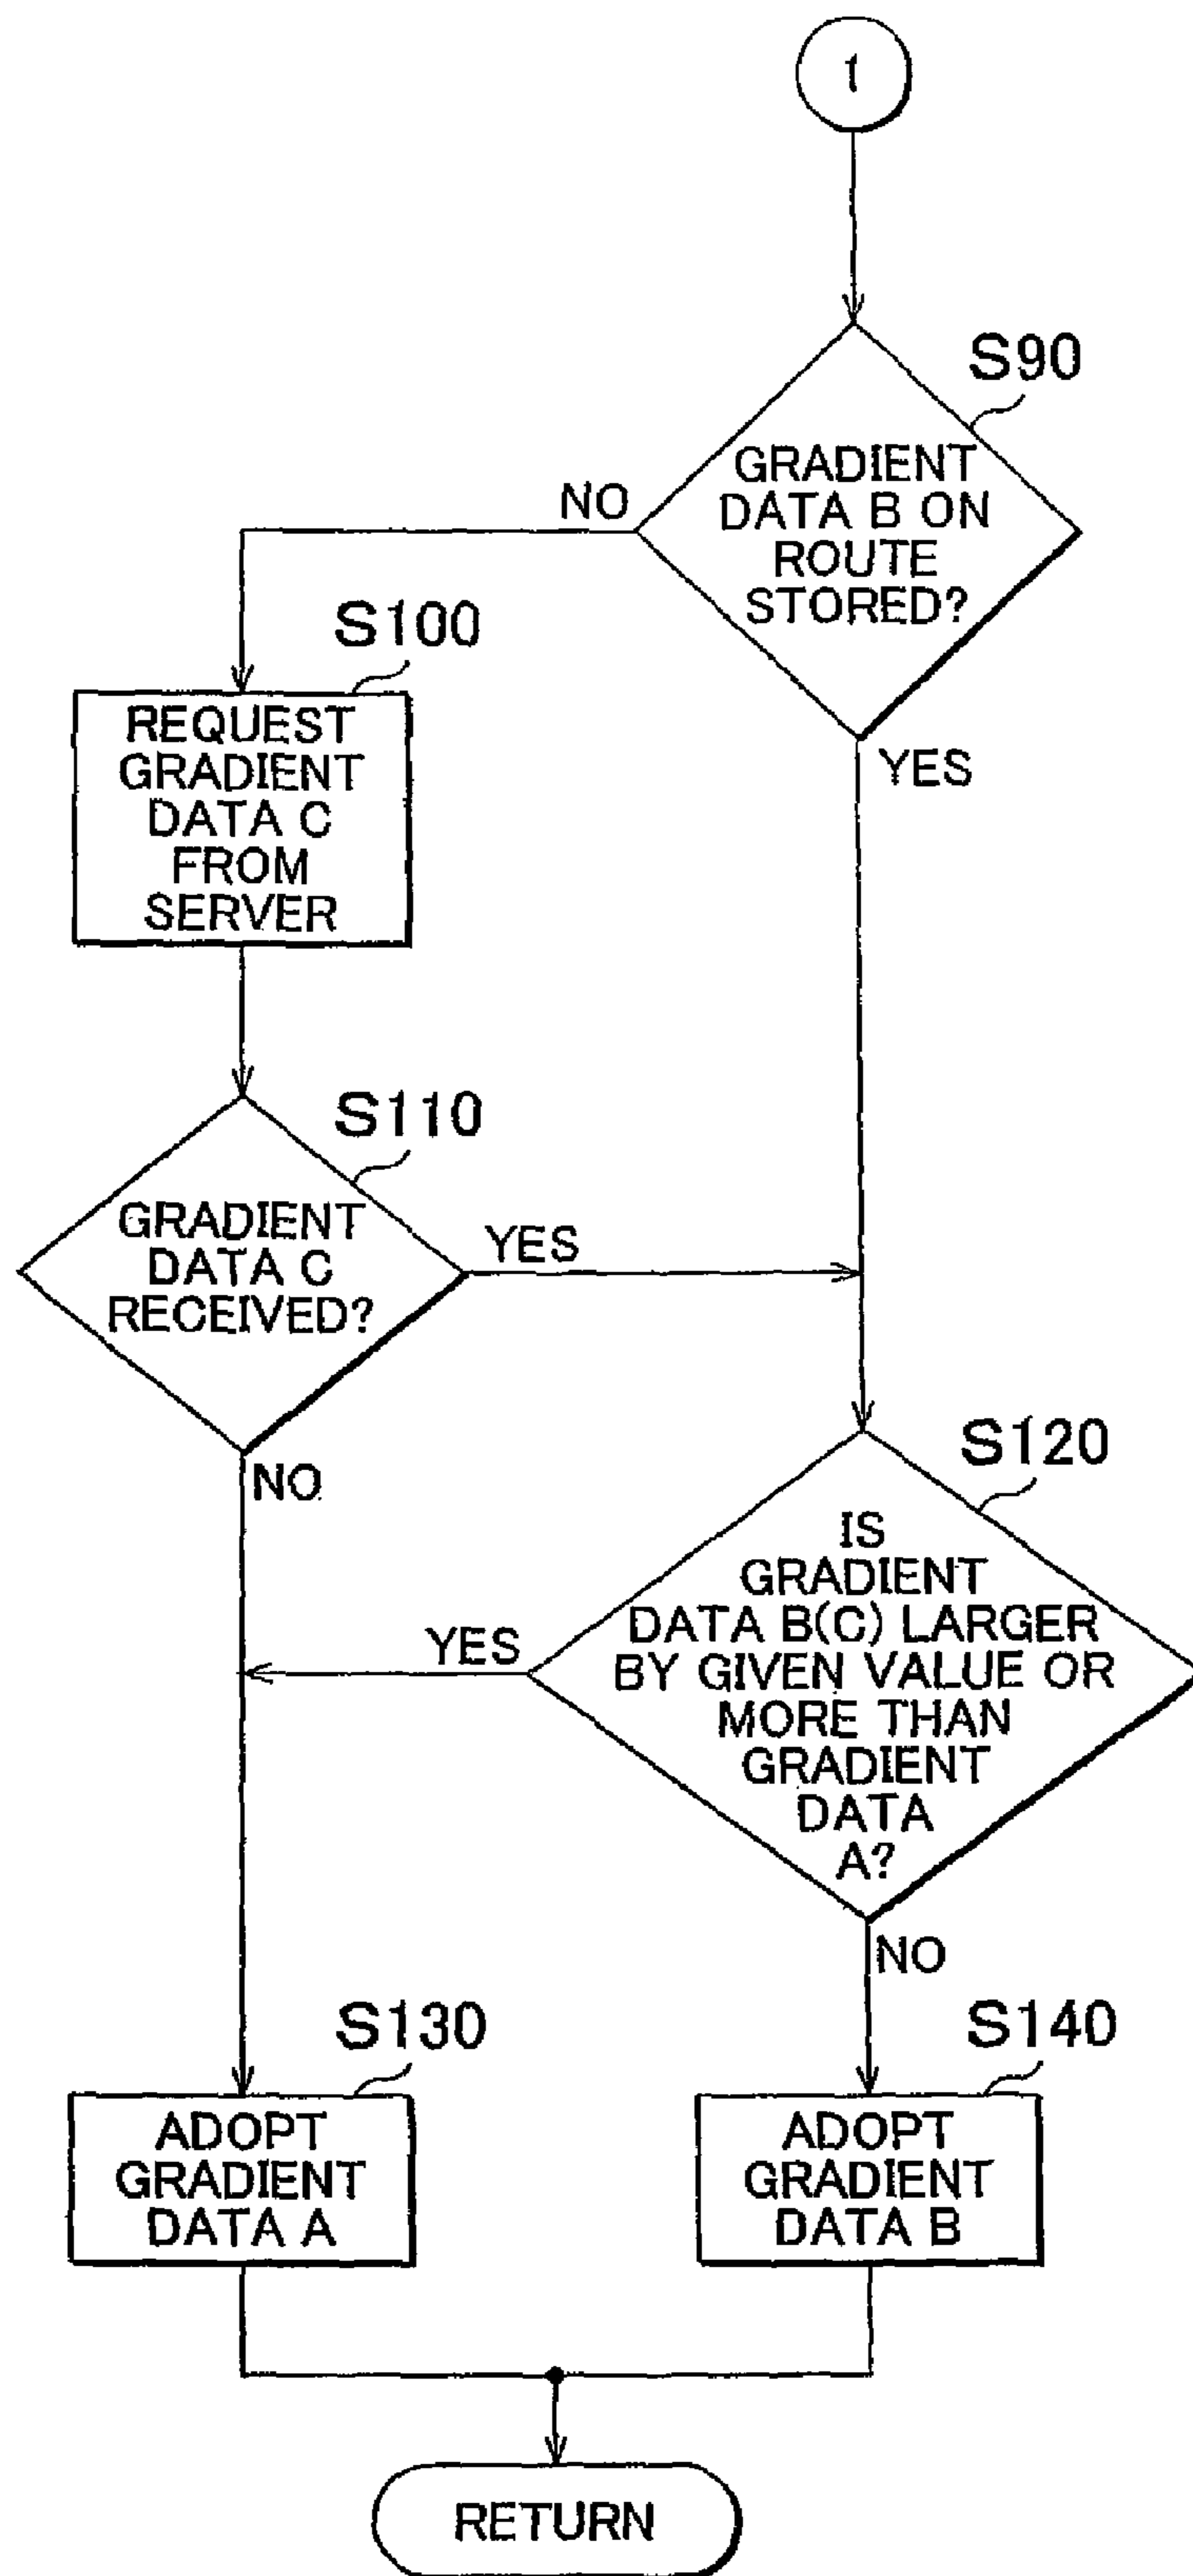 1
S90
GRADIENT
DATA B ON
ROUTE
STORED?
NO
YES
S100
REQUEST
GRADIENT
DATA C
FROM
SERVER
S110
GRADIENT
DATA C
RECEIVED?
YES
NO
S120
IS
GRADIENT
DATA B(C) LARGER
BY GIVEN VALUE OR
MORE THAN
GRADIENT
DATA
A?
YES
NO
S130
ADOPT
GRADIENT
DATA A
S140
ADOPT
GRADIENT
DATA B
RETURN